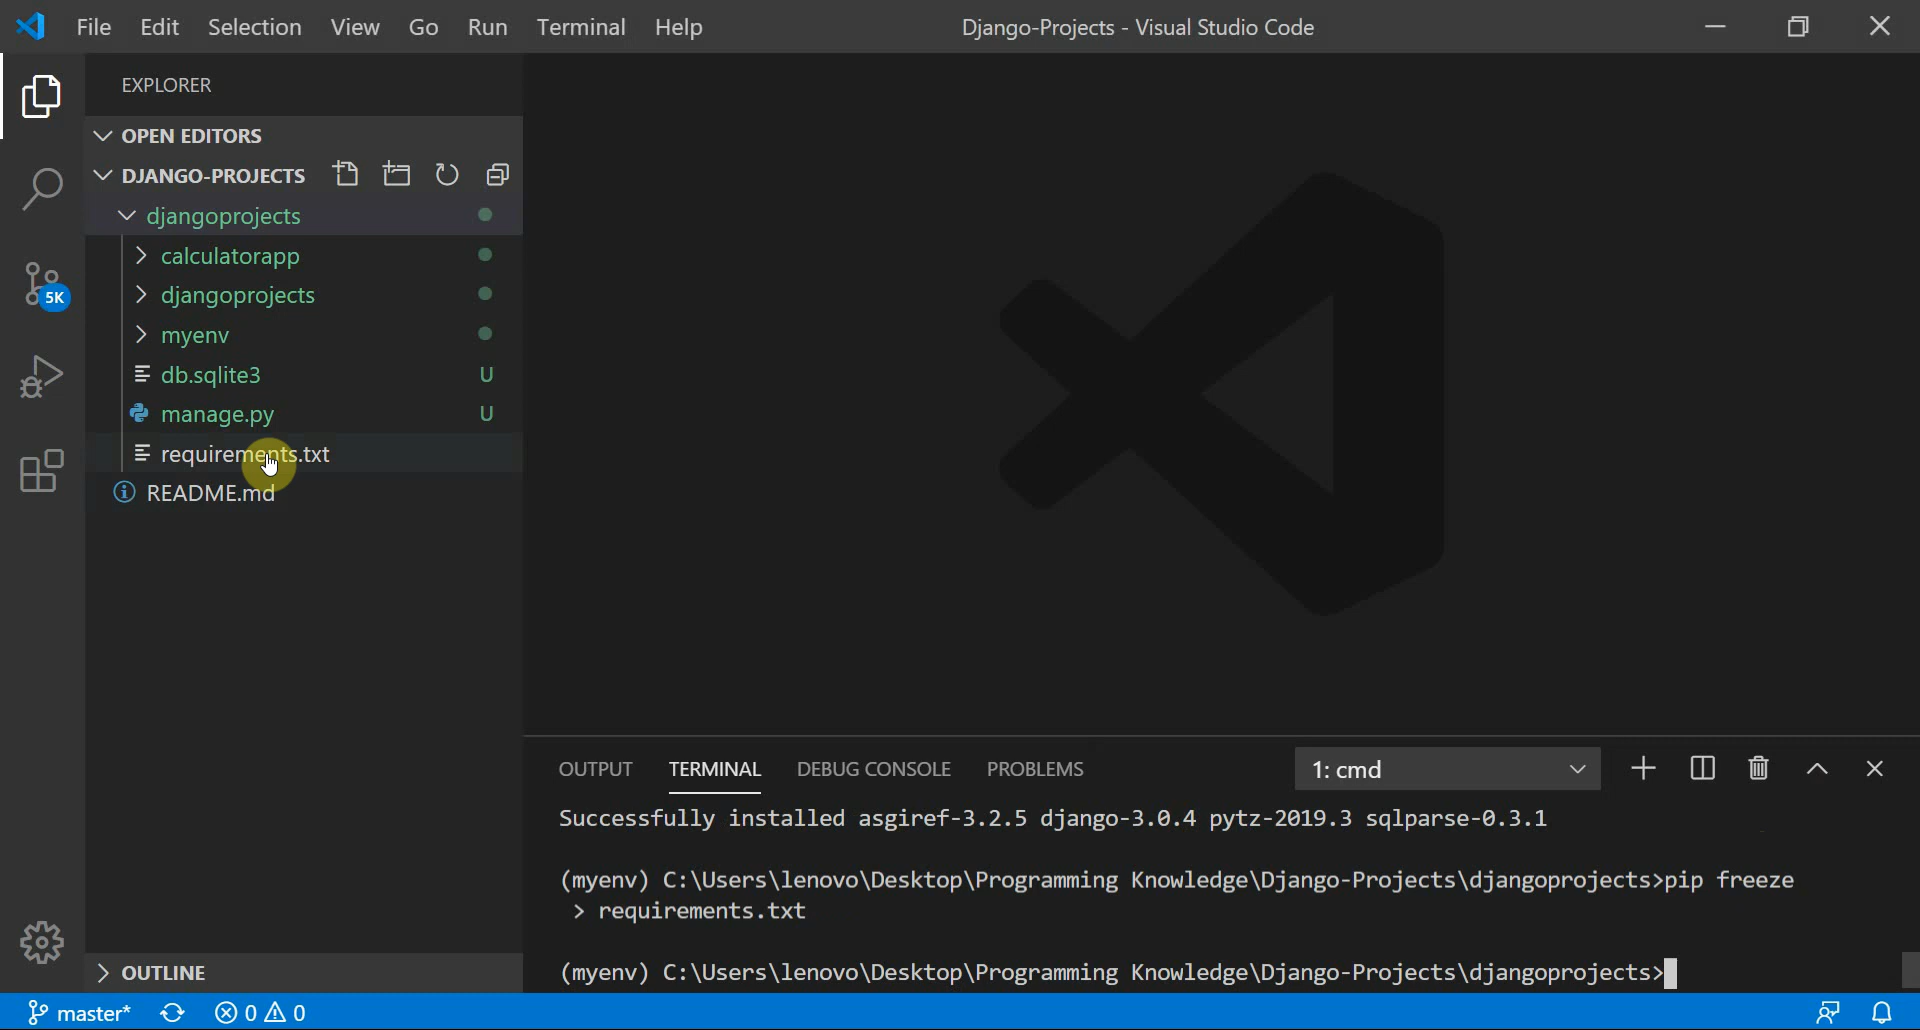 File Edit Selection View Go Run Terminal Help
Django-Projects - Visual Studio Code
EXPLORER
OPEN EDITORS
DJANGO-PROJECTS
djangoprojects
calculatorapp
djangoprojects
myenv
db.sqlite3 U
manage.py U
requirements.txt
README.md
5K
OUTLINE
OUTPUT TERMINAL DEBUG CONSOLE PROBLEMS 1: cmd
Successfully installed asgiref-3.2.5 django-3.0.4 pytz-2019.3 sqlparse-0.3.1
(myenv) C:\Users\lenovo\Desktop\Programming Knowledge\Django-Projects\djangoprojects>pip freeze
> requirements.txt
(myenv) C:\Users\lenovo\Desktop\Programming Knowledge\Django-Projects\djangoprojects>
master* 0 0